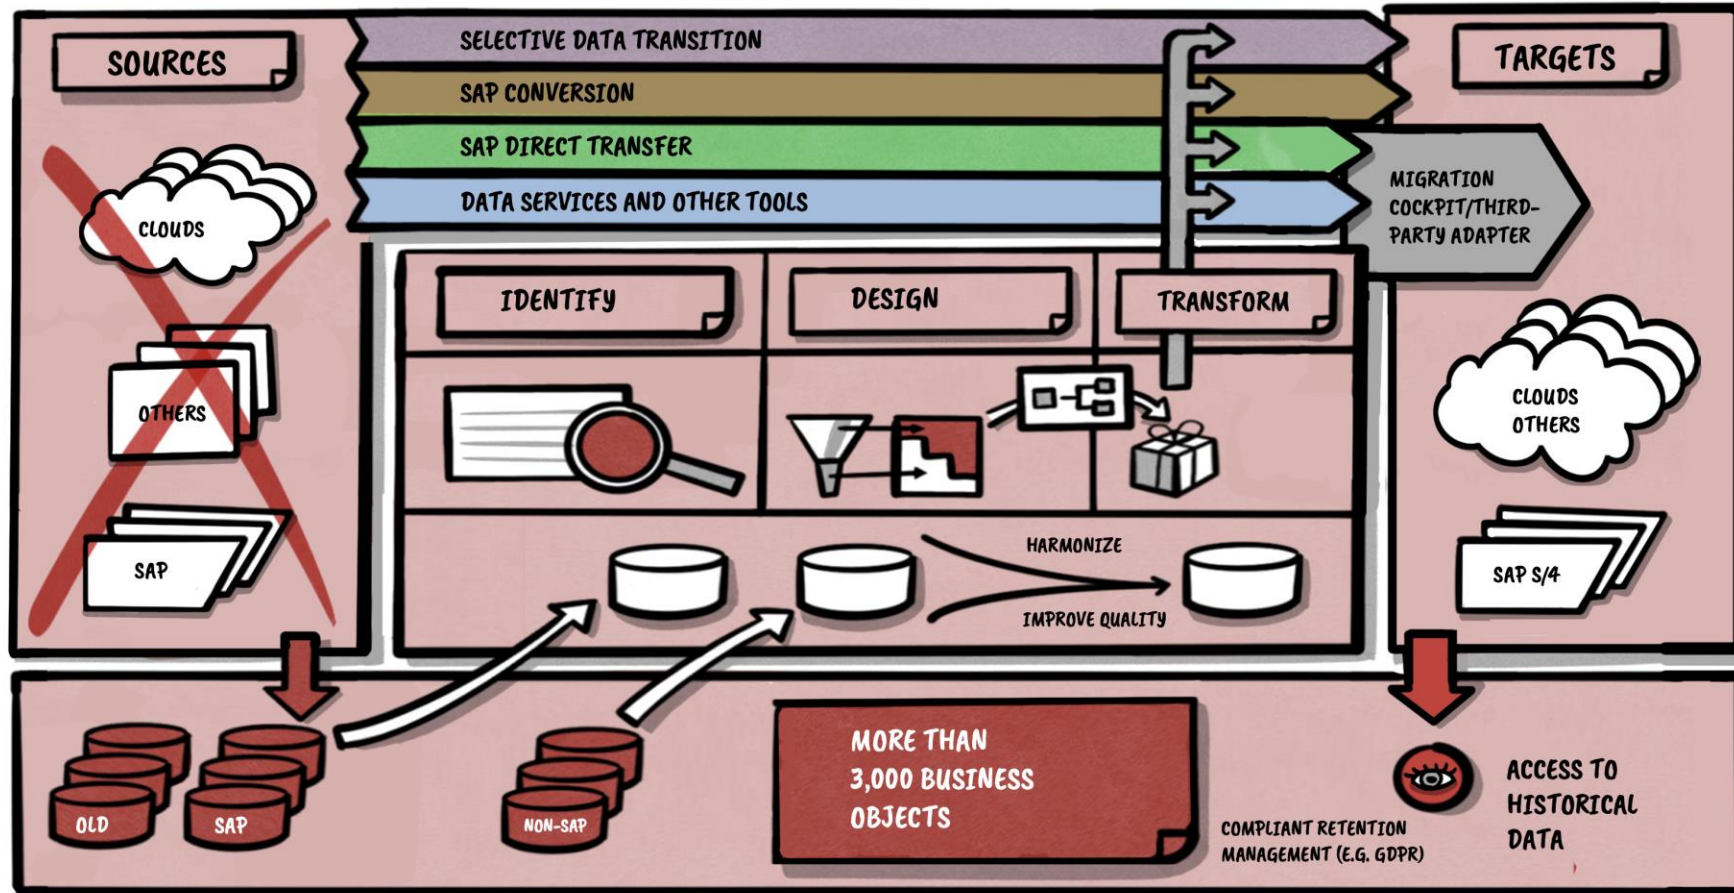 SOURCES
SELECTIVE DATA TRANSITION
SAP CONVERSION
SAP DIRECT TRANSFER
DATA SERVICES AND OTHER TOOLS
TARGETS
MIGRATION
COCKPIT/THIRD-
PARTY ADAPTER
CLOUDS
OTHERS
SAP
IDENTIFY
DESIGN
TRANSFORM
HARMONIZE
IMPROVE QUALITY
CLOUDS
OTHERS
SAP S/4
OLD
SAP
NON-SAP
MORE THAN
3,000 BUSINESS
OBJECTS
COMPLIANT RETENTION
MANAGEMENT (E.G. GDPR)
ACCESS TO
HISTORICAL
DATA